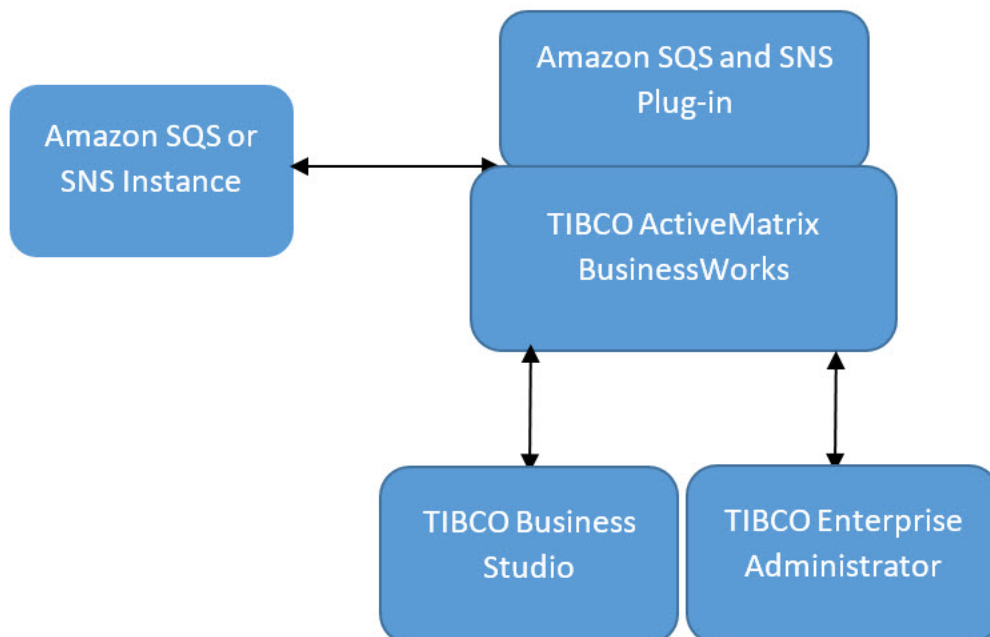 Amazon SQS and SNS
Plug-in
Amazon SQS or
SNS Instance
TIBCO ActiveMatrix
BusinessWorks
TIBCO Business
Studio
TIBCO Enterprise
Administrator